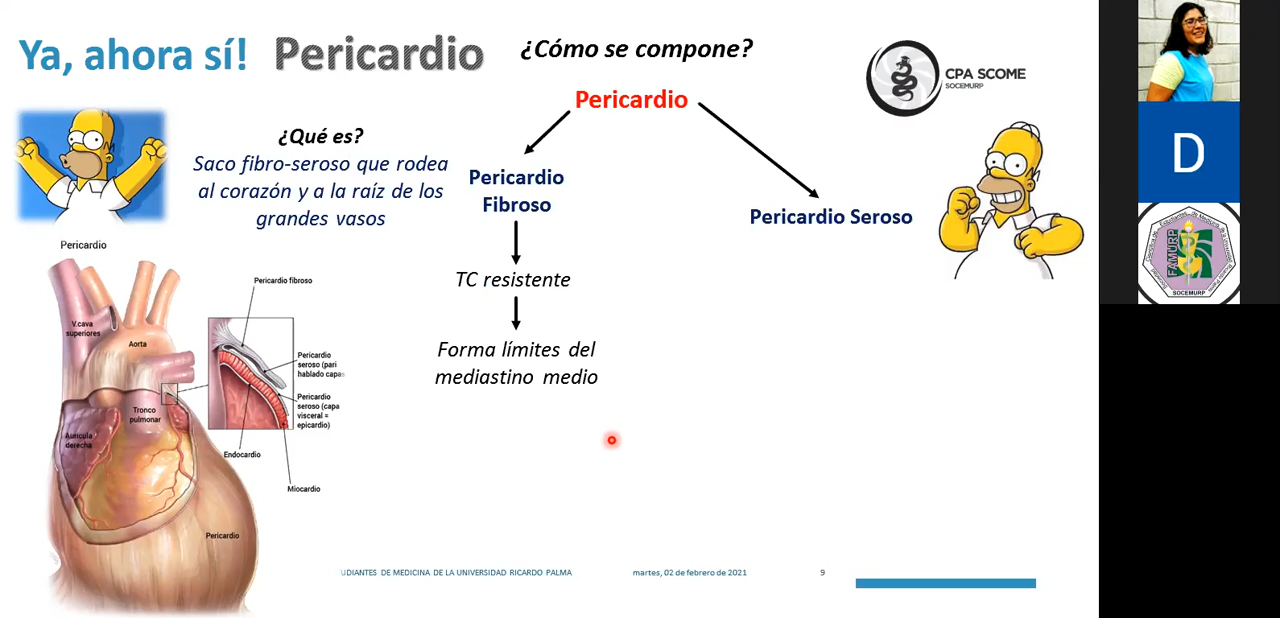 Ya, ahora sí! Pericardio
¿Cómo se compone?
CPA SCOME
SOCEMURP
Pericardio
¿Qué es?
Saco fibro-seroso que rodea
al corazón y a la raíz de los
grandes vasos
Pericardio
Fibroso
Pericardio Seroso
TC resistente
Forma límites del
mediastino medio
Pericardio
Pericardio fibroso
V.cava
superiores
Aorta
Pericardio
seroso (pari
hablado capa
Pericardio
seroso (capa
visceral =
epicardio)
Tronco
pulmonar
Aurícula
derecha
Endocardio
Miocardio
Pericardio
UDIANTES DE MEDICINA DE LA UNIVERSIDAD RICARDO PALMA
martes, 02 de febrero de 2021
9
D
FAMURP
SOCEMURP